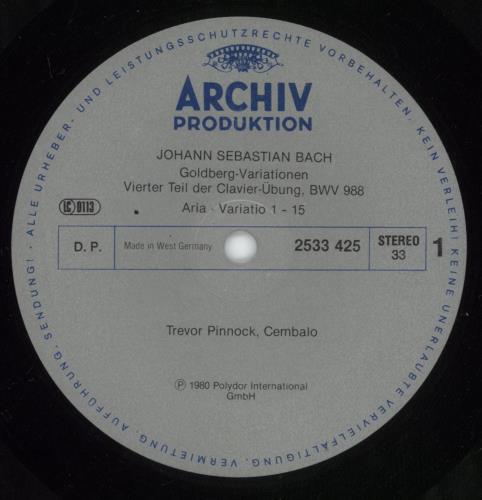 ALLE URHEBER- UND LEISTUNGSSCHUTZRECHTE VORBEHALTEN. KEIN VERLEIH! KEINE UNERLAUBTE VERVIELFÄLTIGUNG, VERMIETUNG, AUFFÜHRUNG, SENDUNG!
ARCHIV
PRODUKTION
JOHANN SEBASTIAN BACH
Goldberg-Variationen
Vierter Teil der Clavier-Übung, BWV 988
LC 0113
Aria · Variatio 1 - 15
D. P. Made in West Germany 2533 425 STEREO 33 1
Trevor Pinnock, Cembalo
Ⓟ 1980 Polydor International
GmbH